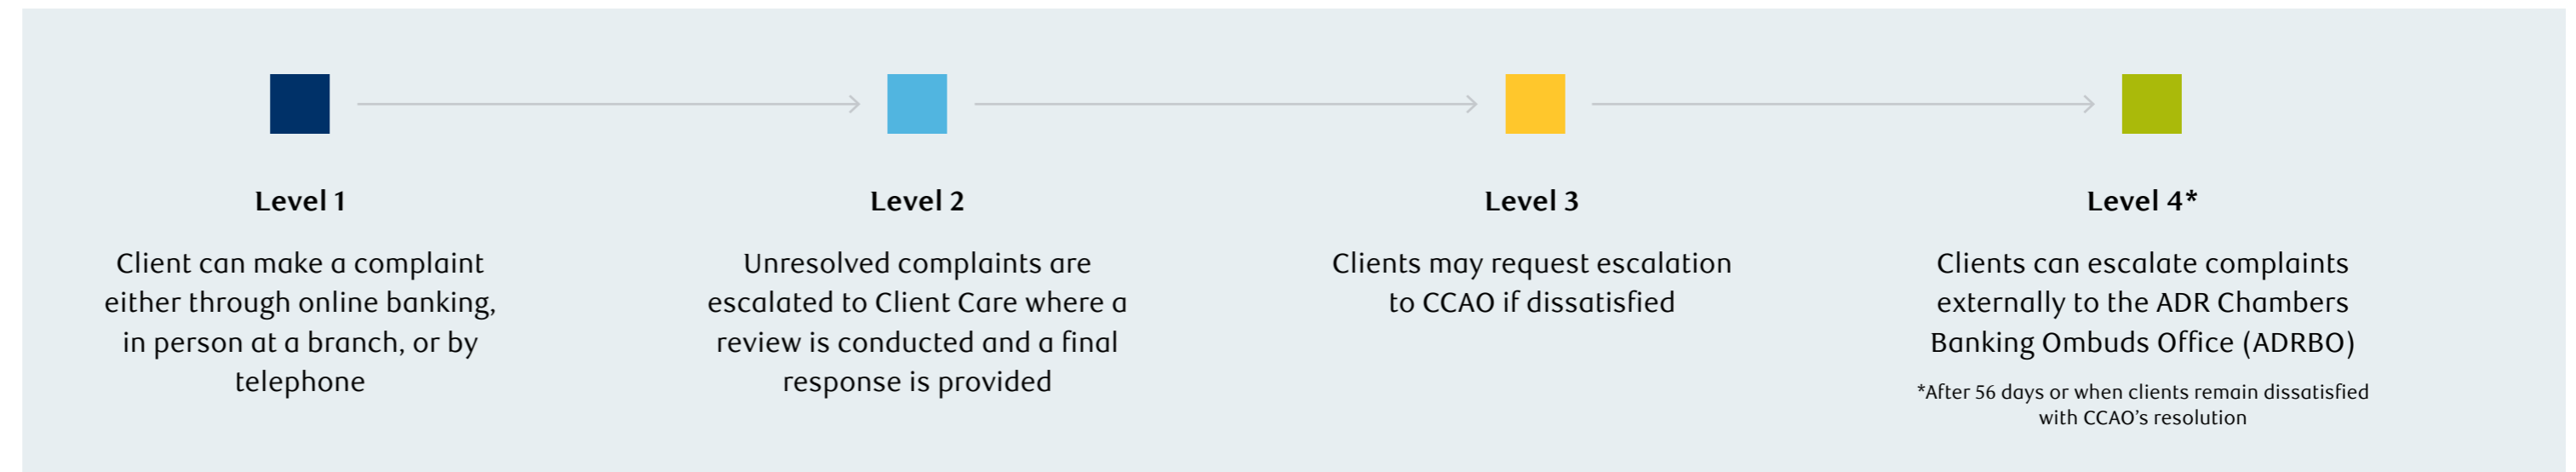 Level 1
Client can make a complaint
either through online banking,
in person at a branch, or by
telephone
Level 2
Unresolved complaints are
escalated to Client Care where a
review is conducted and a final
response is provided
Level 3
Clients may request escalation
to CCAO if dissatisfied
Level 4*
Clients can escalate complaints
externally to the ADR Chambers
Banking Ombuds Office (ADRBO)
*After 56 days or when clients remain dissatisfied
with CCAO’s resolution